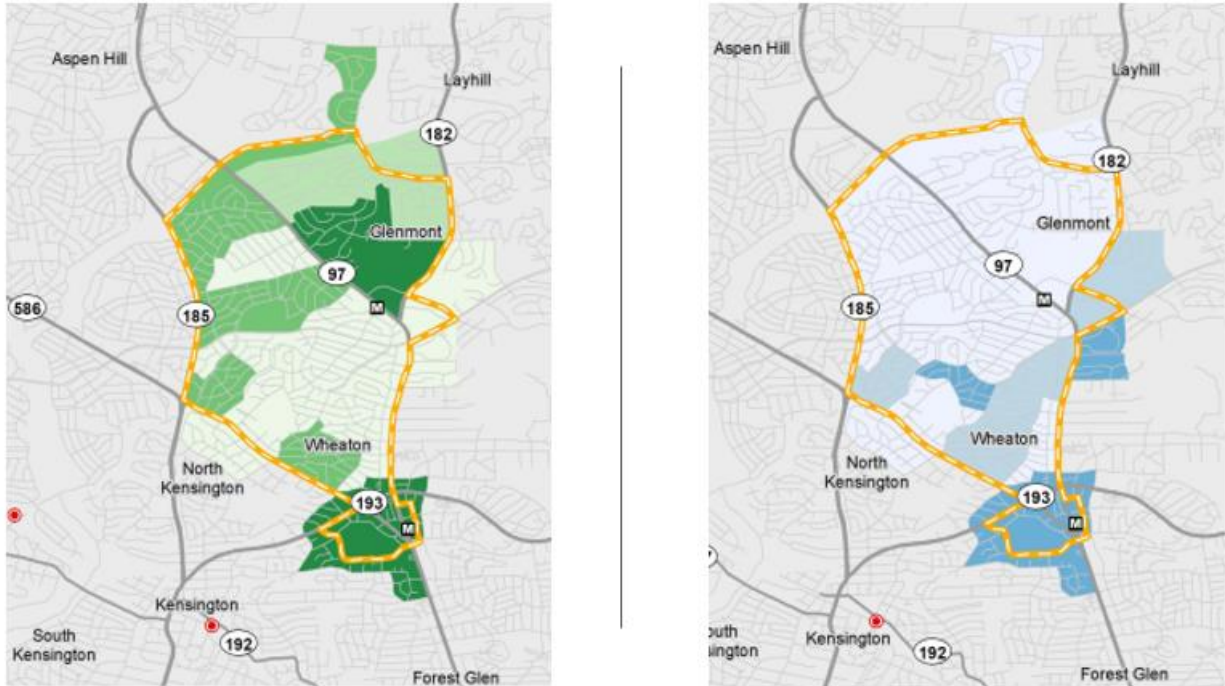 Aspen Hill
Layhill
182
Glenmont
97
M
586
185
Wheaton
North
Kensington
193
M
Kensington
192
South
Kensington
Forest Glen
Aspen Hill
Layhill
182
Glenmont
97
M
185
Wheaton
North
Kensington
193
M
Kensington
192
outh
Kensington
Forest Glen